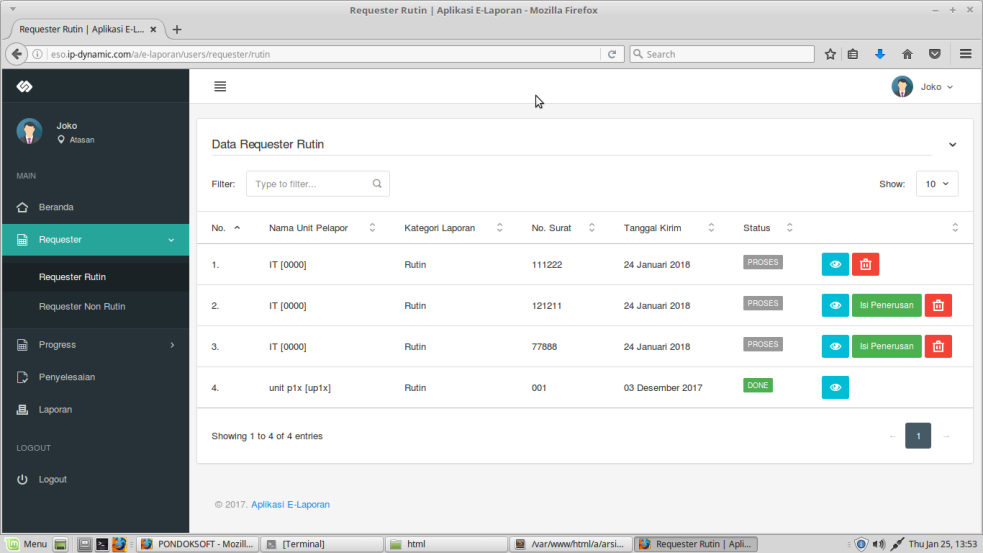 Requester Rutin | Aplikasi E-Laporan - Mozilla Firefox
Requester Rutin | Aplikasi E-L...
eso.ip-dynamic.com/a/e-laporan/users/requester/rutin
Search
Joko
Joko
Atasan
MAIN
Beranda
Requester
Requester Rutin
Requester Non Rutin
Progress
Penyelesaian
Laporan
LOGOUT
Logout
Data Requester Rutin
Filter: Type to filter... Show: 10
No. Nama Unit Pelapor Kategori Laporan No. Surat Tanggal Kirim Status
1. IT [0000] Rutin 111222 24 Januari 2018 PROSES
2. IT [0000] Rutin 121211 24 Januari 2018 PROSES Isi Penerusan
3. IT [0000] Rutin 77888 24 Januari 2018 PROSES Isi Penerusan
4. unit p1x [up1x] Rutin 001 03 Desember 2017 DONE
Showing 1 to 4 of 4 entries ← 1 →
© 2017. Aplikasi E-Laporan
Menu PONDOKSOFT - Mozill... [Terminal] html /var/www/html/a/arsi... Requester Rutin | Apli... Thu Jan 25, 13:53